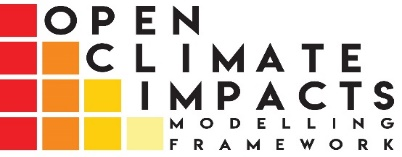 OPEN
CLIMATE
IMPACTS
MODELLING
FRAMEWORK